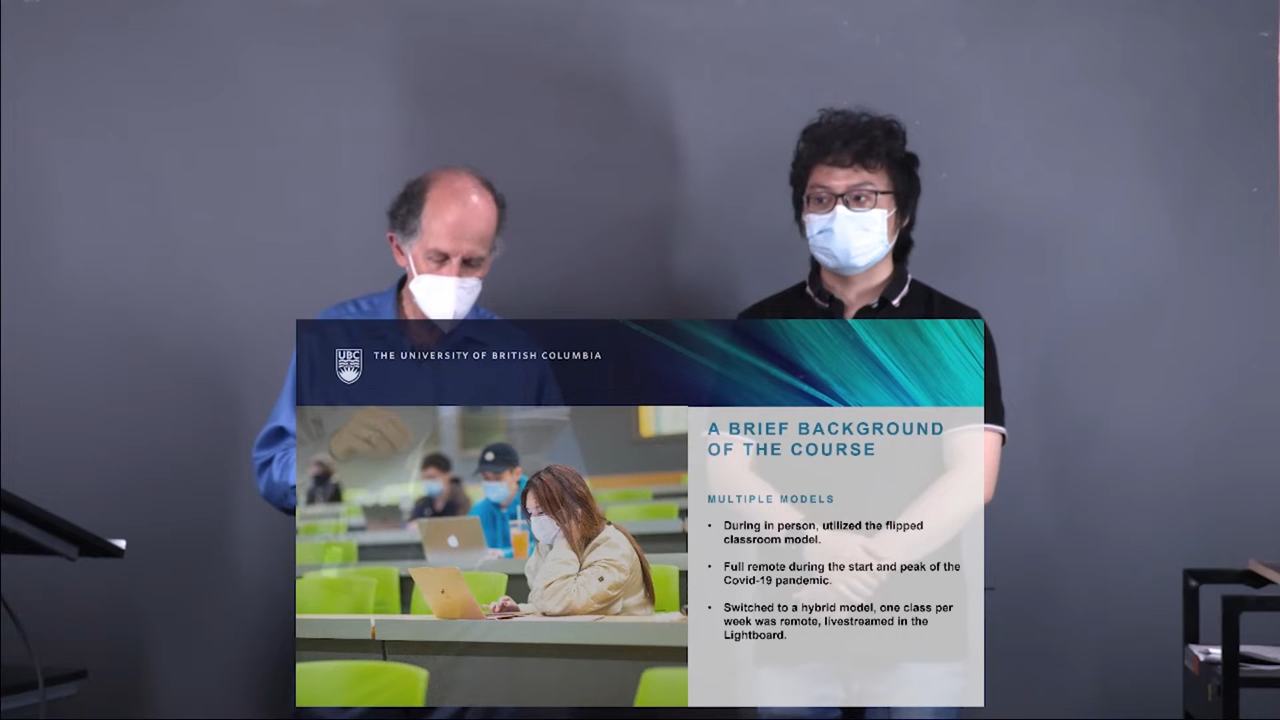 UBC
THE UNIVERSITY OF BRITISH COLUMBIA
A BRIEF BACKGROUND
OF THE COURSE
MULTIPLE MODELS
• During in person, utilized the flipped
classroom model.
• Full remote during the start and peak of the
Covid-19 pandemic.
• Switched to a hybrid model, one class per
week was remote, livestreamed in the
Lightboard.